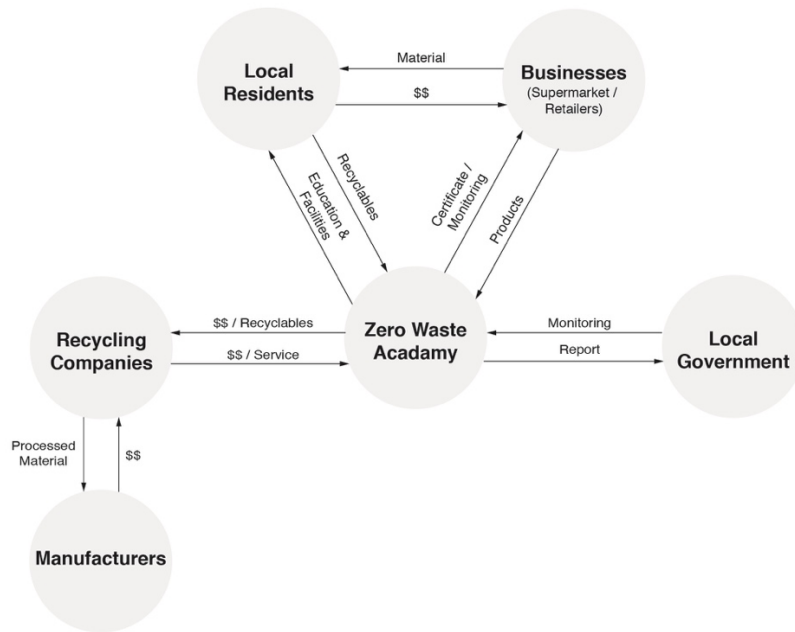 Local
Residents
Material
$$
Businesses
(Supermarket /
Retailers)
Recyclables
Education &
Facilities
Certificate /
Monitoring
Products
Recycling
Companies
$$ / Recyclables
$$ / Service
Zero Waste
Acadamy
Monitoring
Report
Local
Government
Processed
Material
$$
Manufacturers